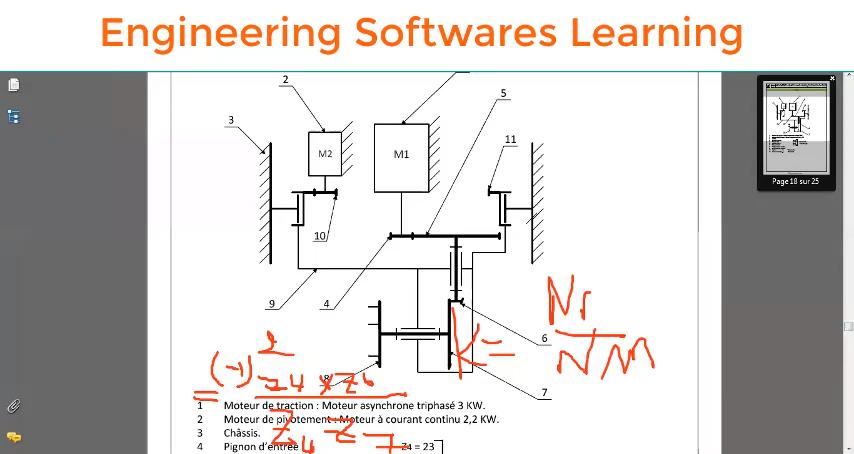 Engineering Softwares Learning
2
5
3
11
M2
M1
10
9
4
6
7
8
Nr
K = Nm
= (-1)² Z4 x Z6
Z4 Z7
1 Moteur de traction : Moteur asynchrone triphasé 3 KW.
2 Moteur de pivotement : Moteur à courant continu 2,2 KW.
3 Châssis.
4 Pignon d'entrée Z₄ = 23
Page 18 sur 25